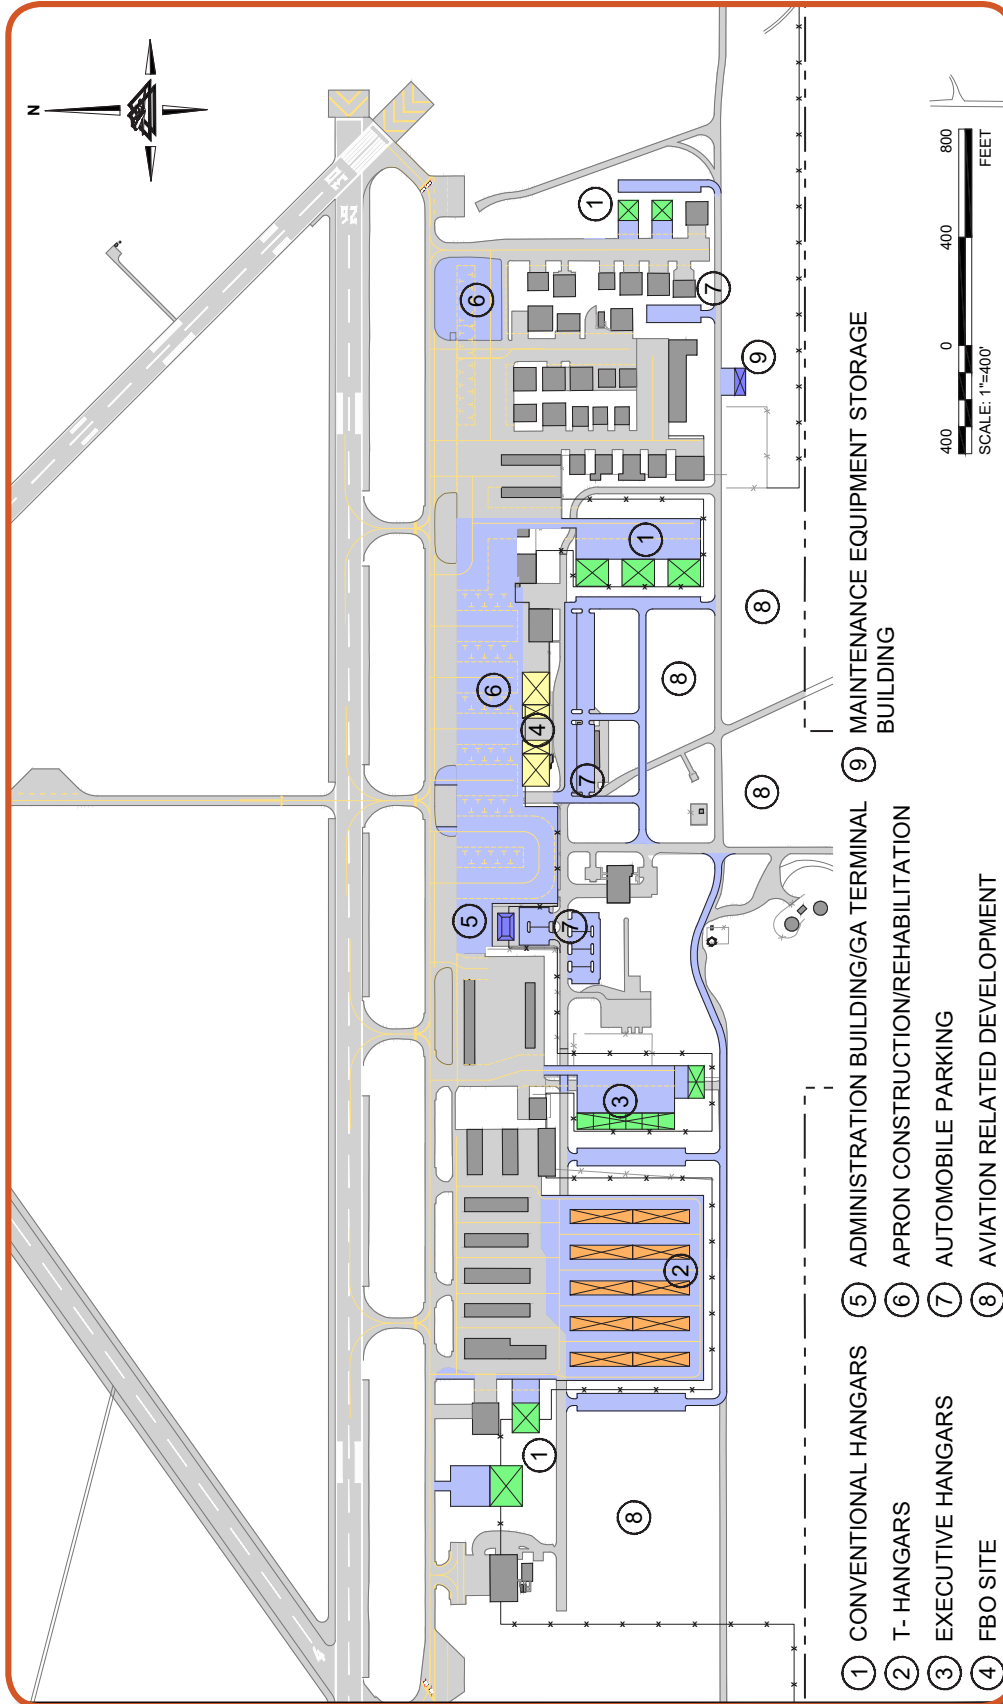 N
4
26
5
6
6
4
1
7
7
1
3
8
1
8
2
7
9
8
8
1 CONVENTIONAL HANGARS
2 T- HANGARS
3 EXECUTIVE HANGARS
4 FBO SITE
5 ADMINISTRATION BUILDING/GA TERMINAL
6 APRON CONSTRUCTION/REHABILITATION
7 AUTOMOBILE PARKING
8 AVIATION RELATED DEVELOPMENT
9 MAINTENANCE EQUIPMENT STORAGE
BUILDING
400 0 400 800
SCALE: 1"=400' FEET